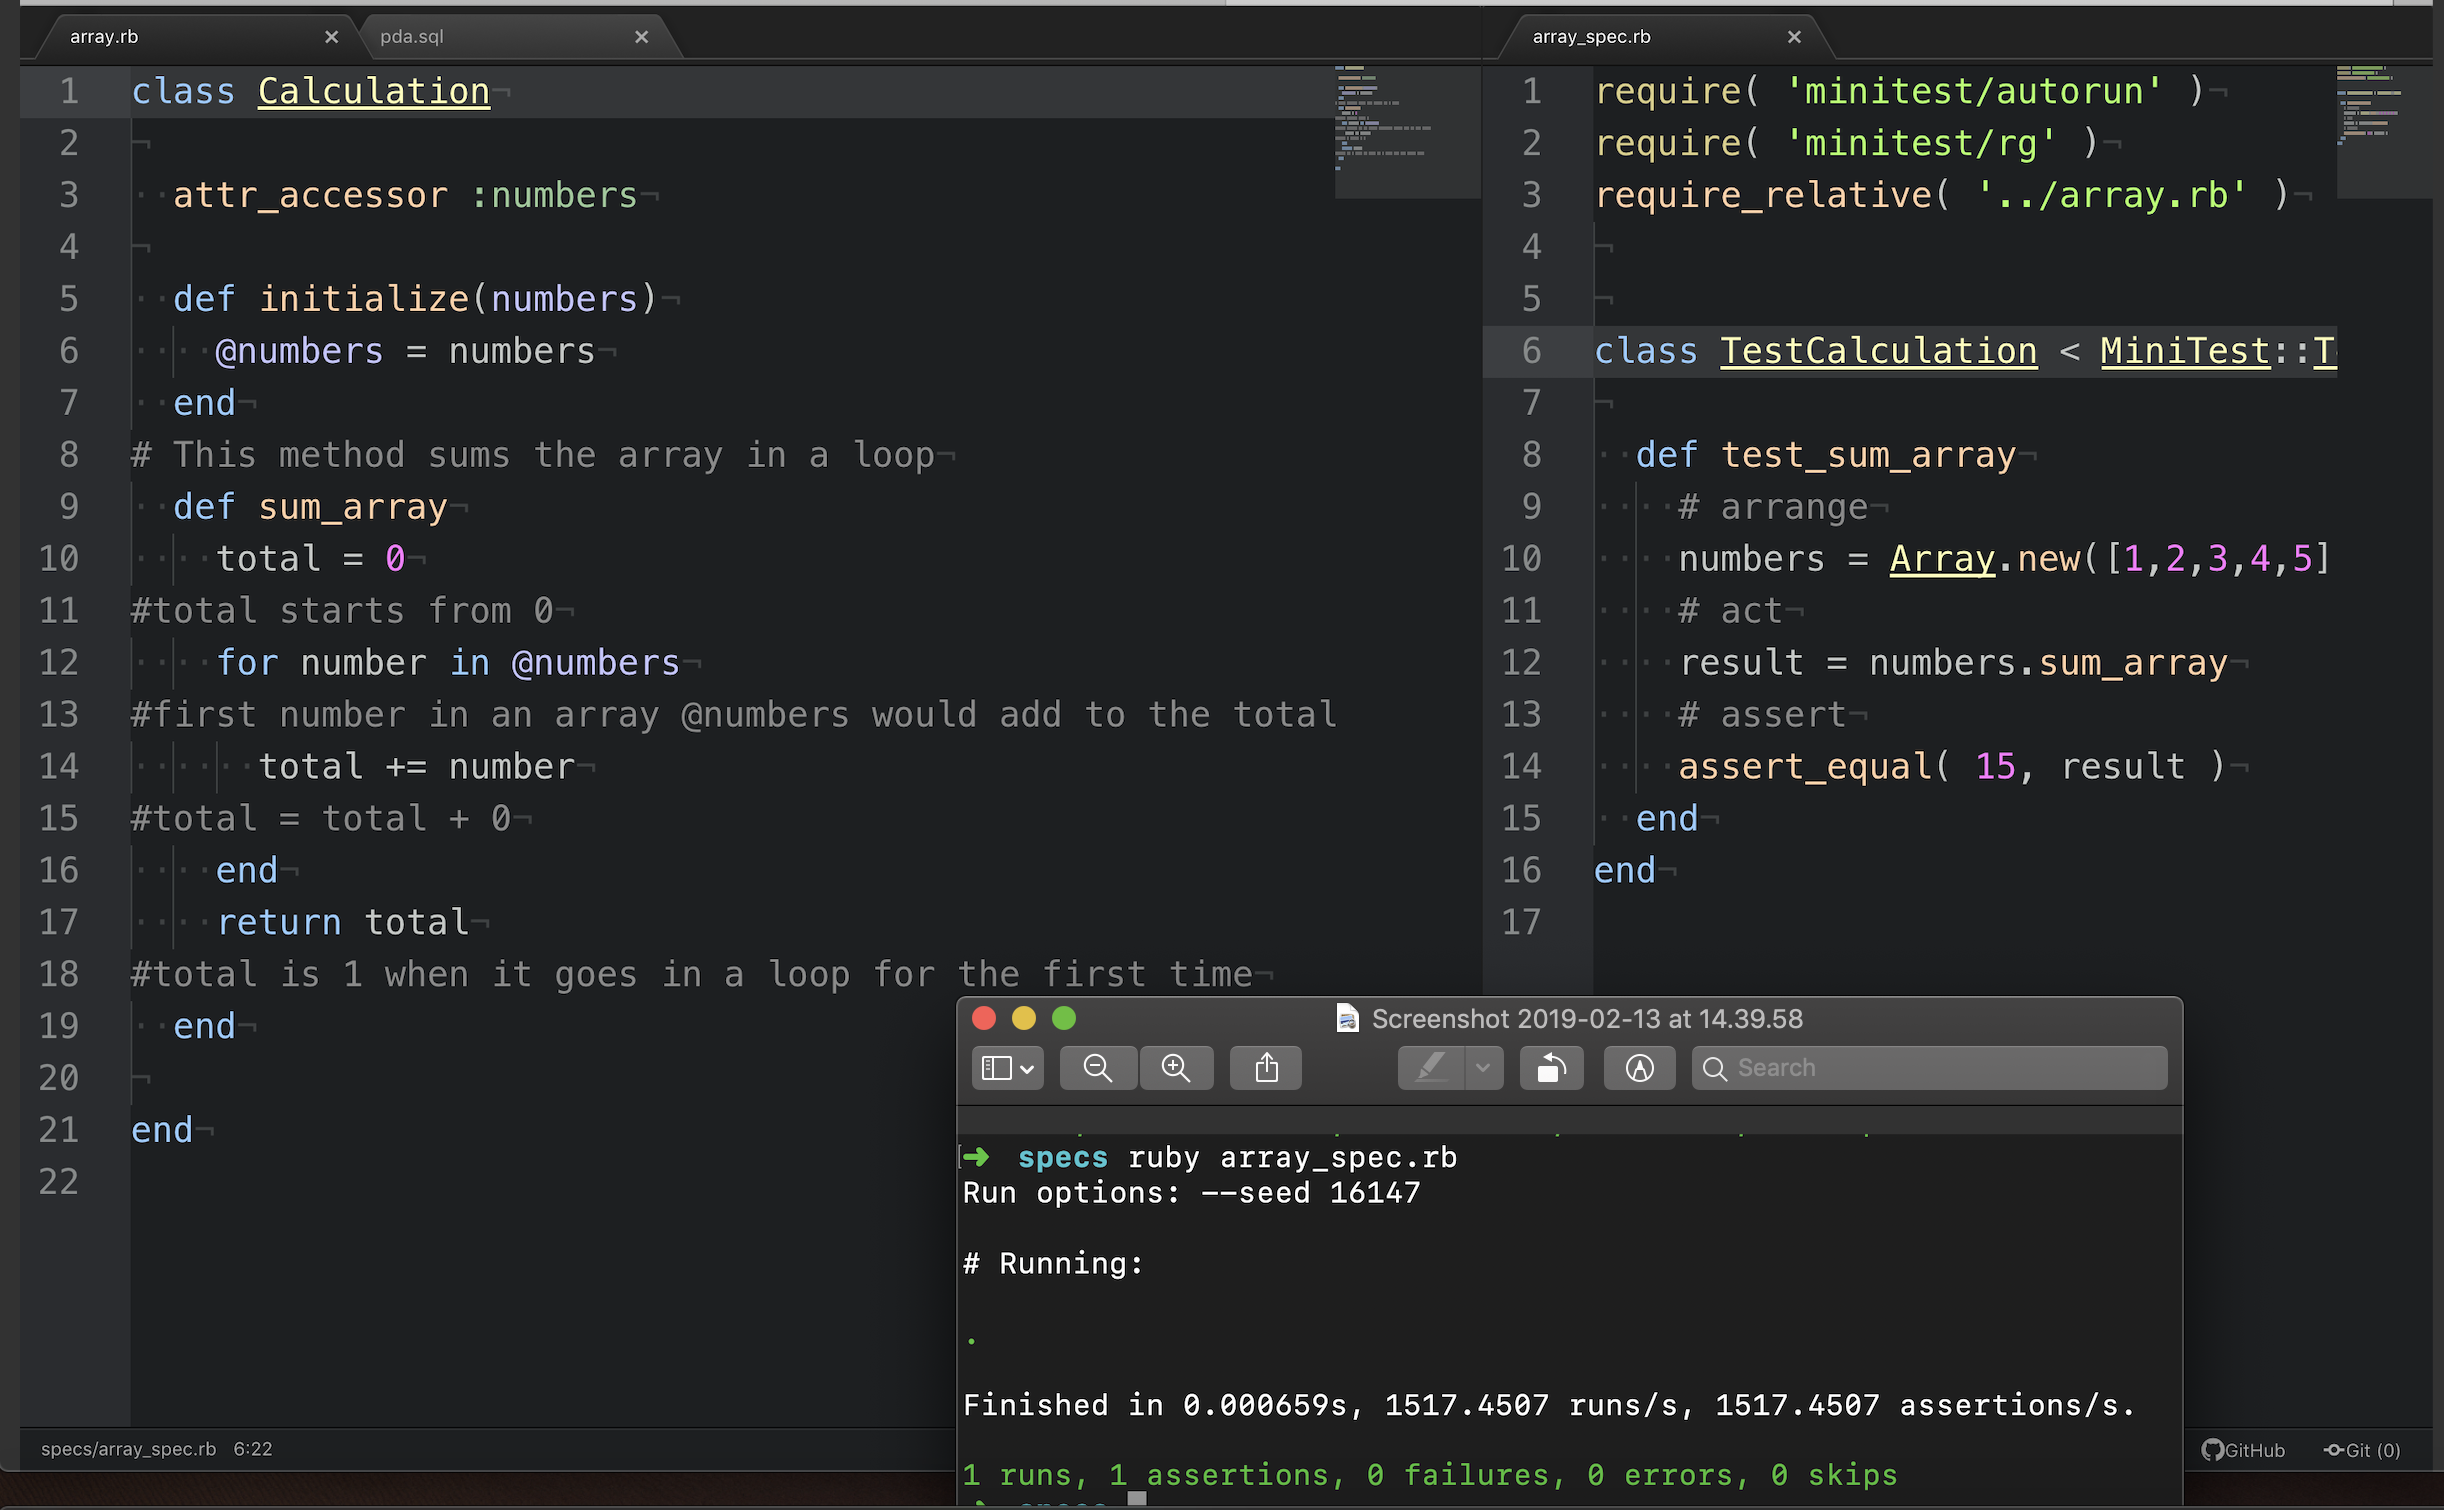 array.rb
pda.sql
1 class Calculation
2
3 attr_accessor :numbers
4
5 def initialize(numbers)
6 @numbers = numbers
7 end
8 # This method sums the array in a loop
9 def sum_array
10 total = 0
11 #total starts from 0
12 for number in @numbers
13 #first number in an array @numbers would add to the total
14 total += number
15 #total = total + 0
16 end
17 return total
18 #total is 1 when it goes in a loop for the first time
19 end
20
21 end
22
specs/array_spec.rb 6:22
array_spec.rb
1 require( 'minitest/autorun' )
2 require( 'minitest/rg' )
3 require_relative( '../array.rb' )
4
5
6 class TestCalculation < MiniTest::T
7
8 def test_sum_array
9 # arrange
10 numbers = Array.new([1,2,3,4,5]
11 # act
12 result = numbers.sum_array
13 # assert
14 assert_equal( 15, result )
15 end
16 end
17
Screenshot 2019-02-13 at 14.39.58
Search
➜ specs ruby array_spec.rb
Run options: --seed 16147
# Running:
.
Finished in 0.000659s, 1517.4507 runs/s, 1517.4507 assertions/s.
1 runs, 1 assertions, 0 failures, 0 errors, 0 skips
GitHub
Git (0)